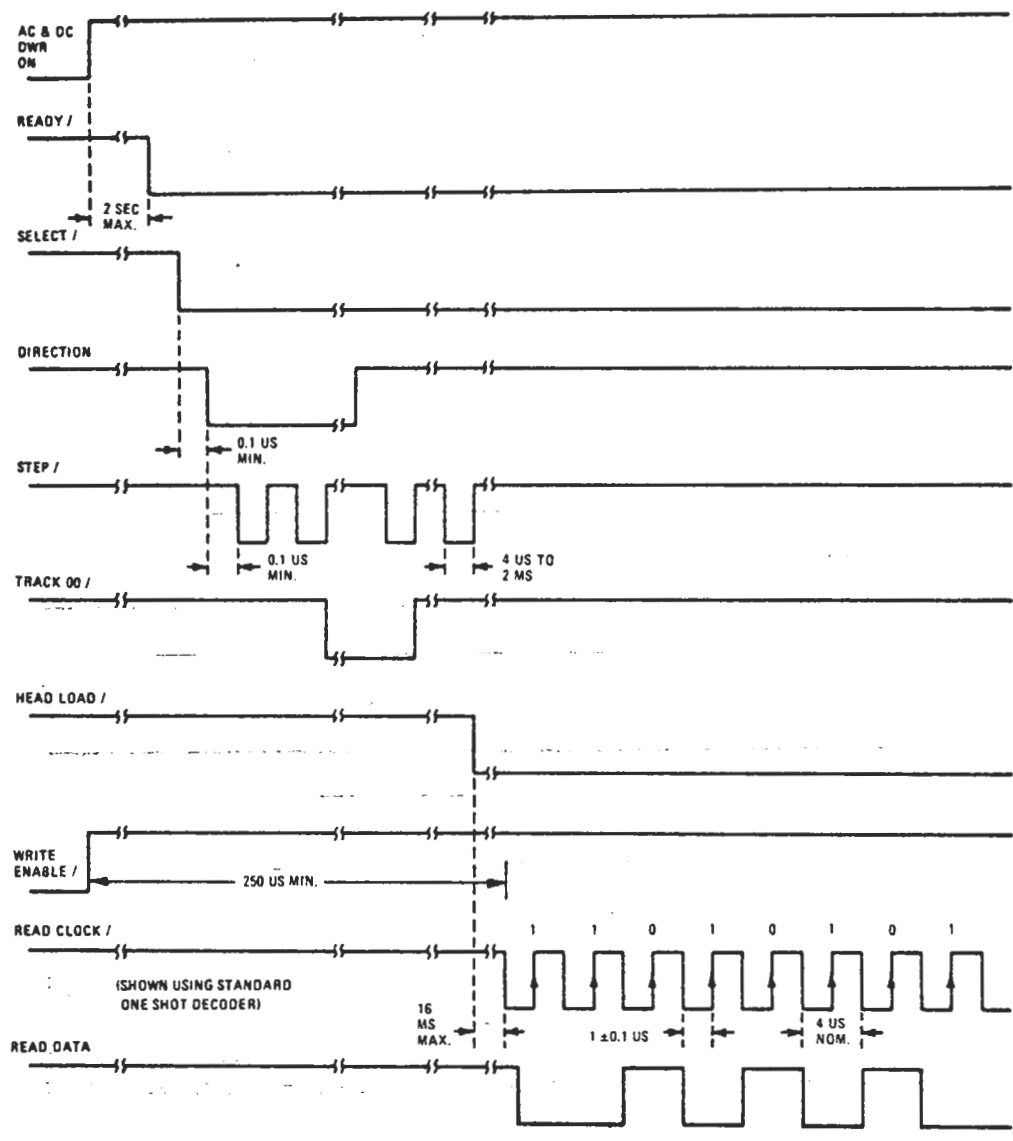 AC & DC
DWR
ON
READY /
2 SEC
MAX.
SELECT /
DIRECTION
0.1 US
MIN.
STEP /
0.1 US
MIN.
4 US TO
2 MS
TRACK 00 /
HEAD LOAD /
WRITE
ENABLE /
250 US MIN.
READ CLOCK /
1 1 0 1 0 1 0 1
(SHOWN USING STANDARD
ONE SHOT DECODER)
16
MS
MAX.
1 ±0.1 US
4 US
NOM.
READ DATA